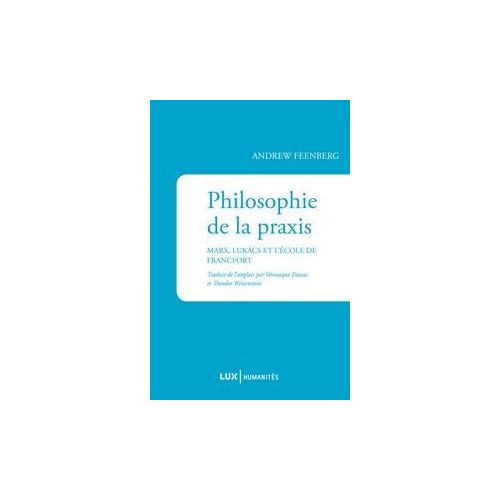 ANDREW FEENBERG
Philosophie
de la praxis
MARX, LUKÁCS ET L'ÉCOLE DE
FRANCFORT
Traduit de l'anglais par Véronique Dassas
et Theodor Weisenstein
LUX | HUMANITÉS